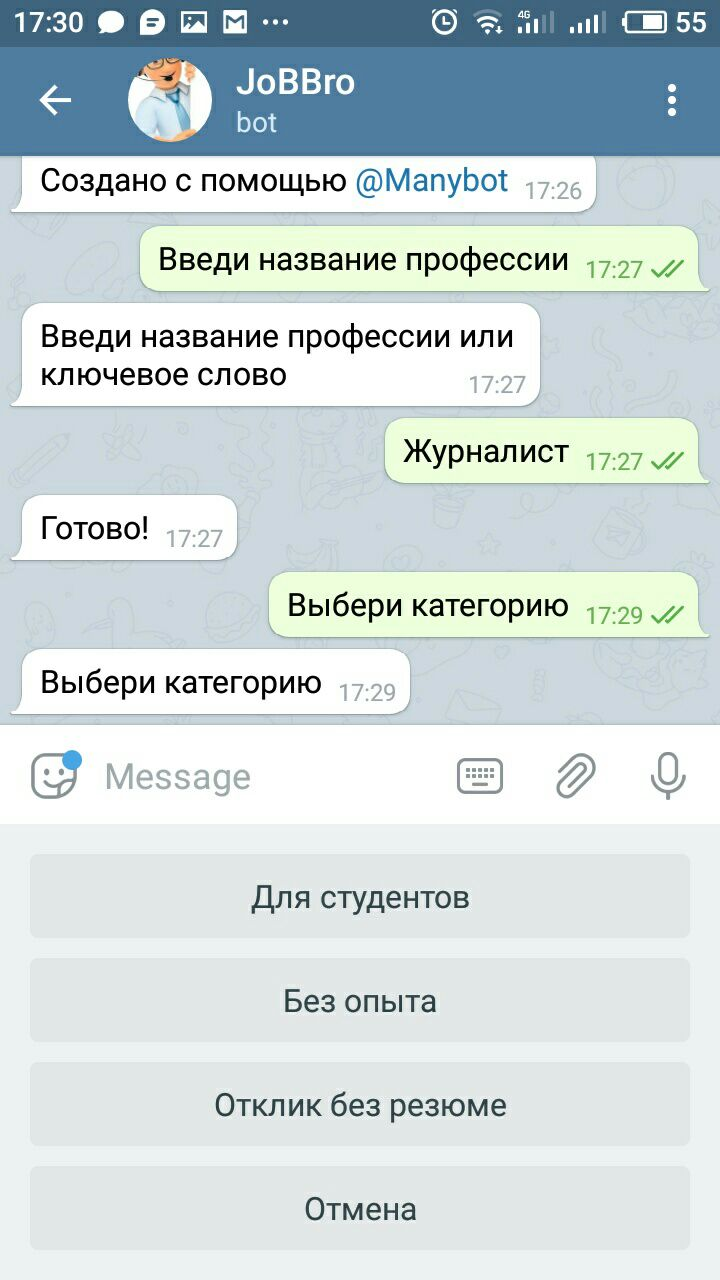 17:30
4G
55
JoBBro
bot
Создано с помощью @Manybot 17:26
Введи название профессии 17:27
Введи название профессии или
ключевое слово 17:27
Журналист 17:27
Готово! 17:27
Выбери категорию 17:29
Выбери категорию 17:29
Message
Для студентов
Без опыта
Отклик без резюме
Отмена